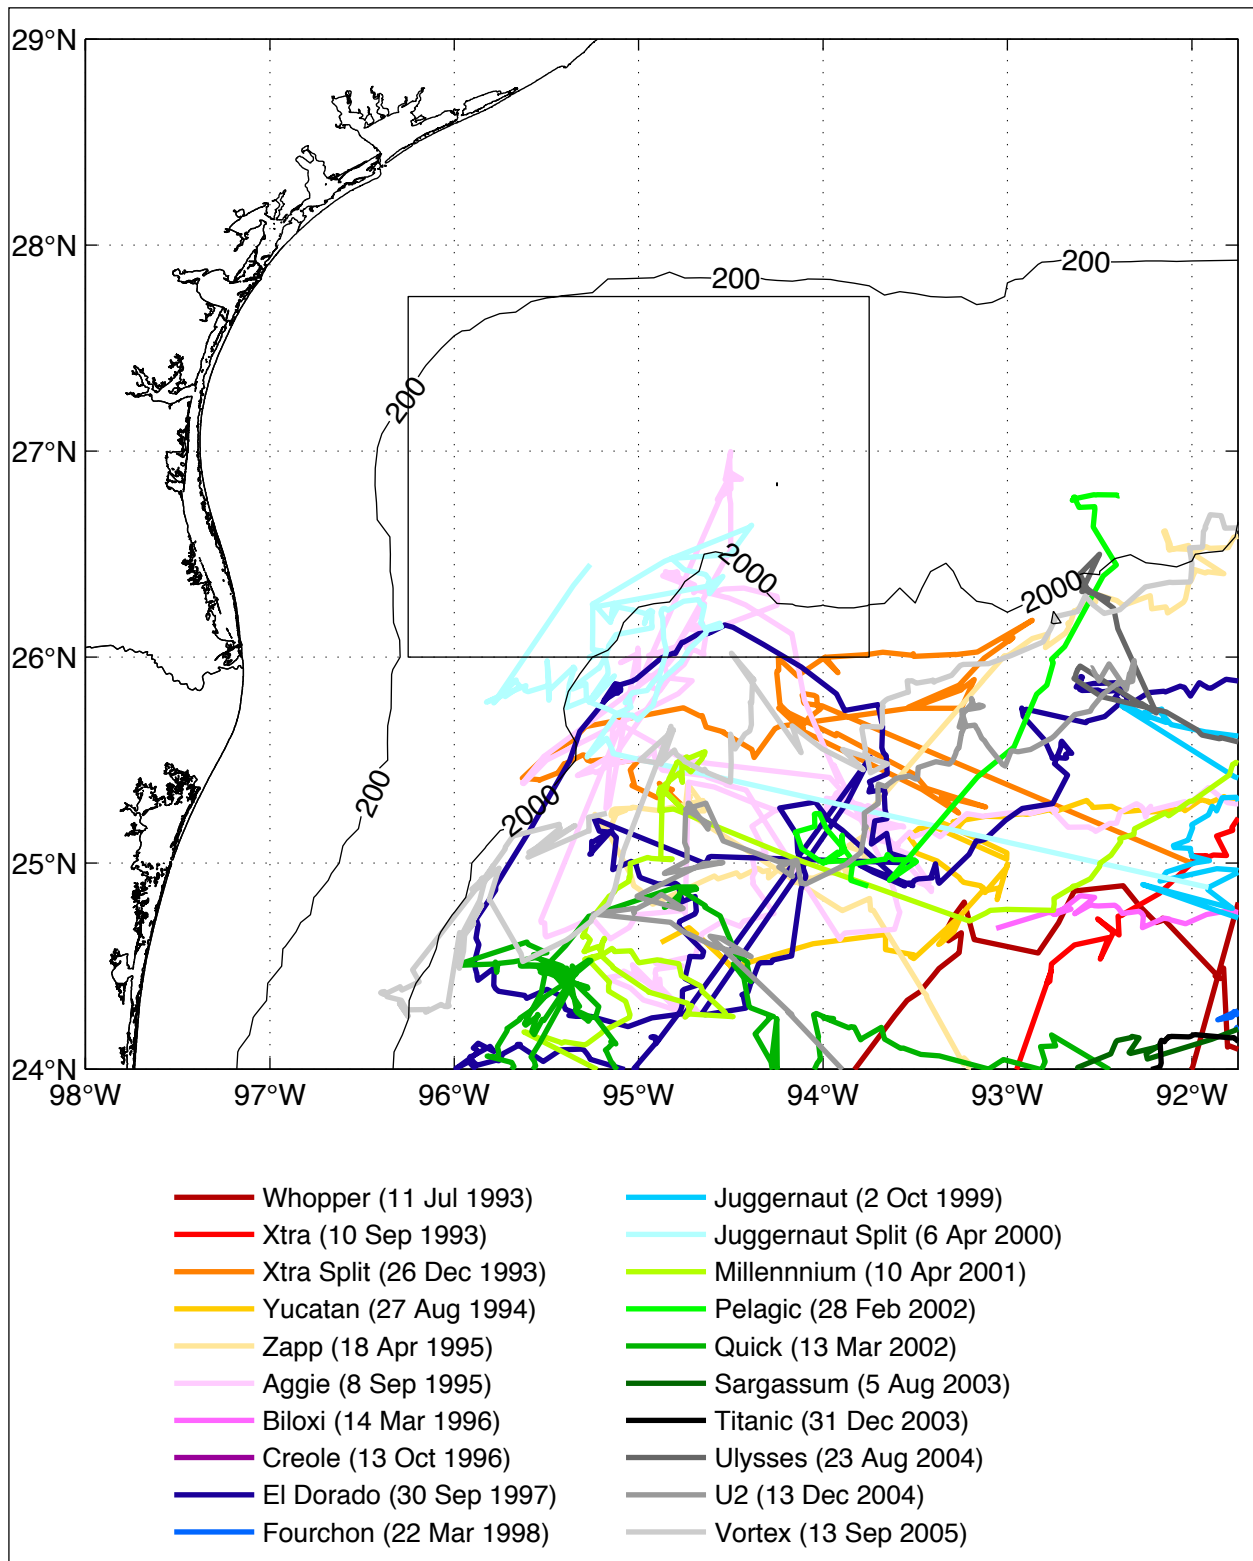 29°N
28°N
27°N
26°N
25°N
24°N
200
200
200
2000
2000
2000
200
98°W 97°W 96°W 95°W 94°W 93°W 92°W
Whopper (11 Jul 1993)
Xtra (10 Sep 1993)
Xtra Split (26 Dec 1993)
Yucatan (27 Aug 1994)
Zapp (18 Apr 1995)
Aggie (8 Sep 1995)
Biloxi (14 Mar 1996)
Creole (13 Oct 1996)
El Dorado (30 Sep 1997)
Fourchon (22 Mar 1998)
Juggernaut (2 Oct 1999)
Juggernaut Split (6 Apr 2000)
Millennnium (10 Apr 2001)
Pelagic (28 Feb 2002)
Quick (13 Mar 2002)
Sargassum (5 Aug 2003)
Titanic (31 Dec 2003)
Ulysses (23 Aug 2004)
U2 (13 Dec 2004)
Vortex (13 Sep 2005)